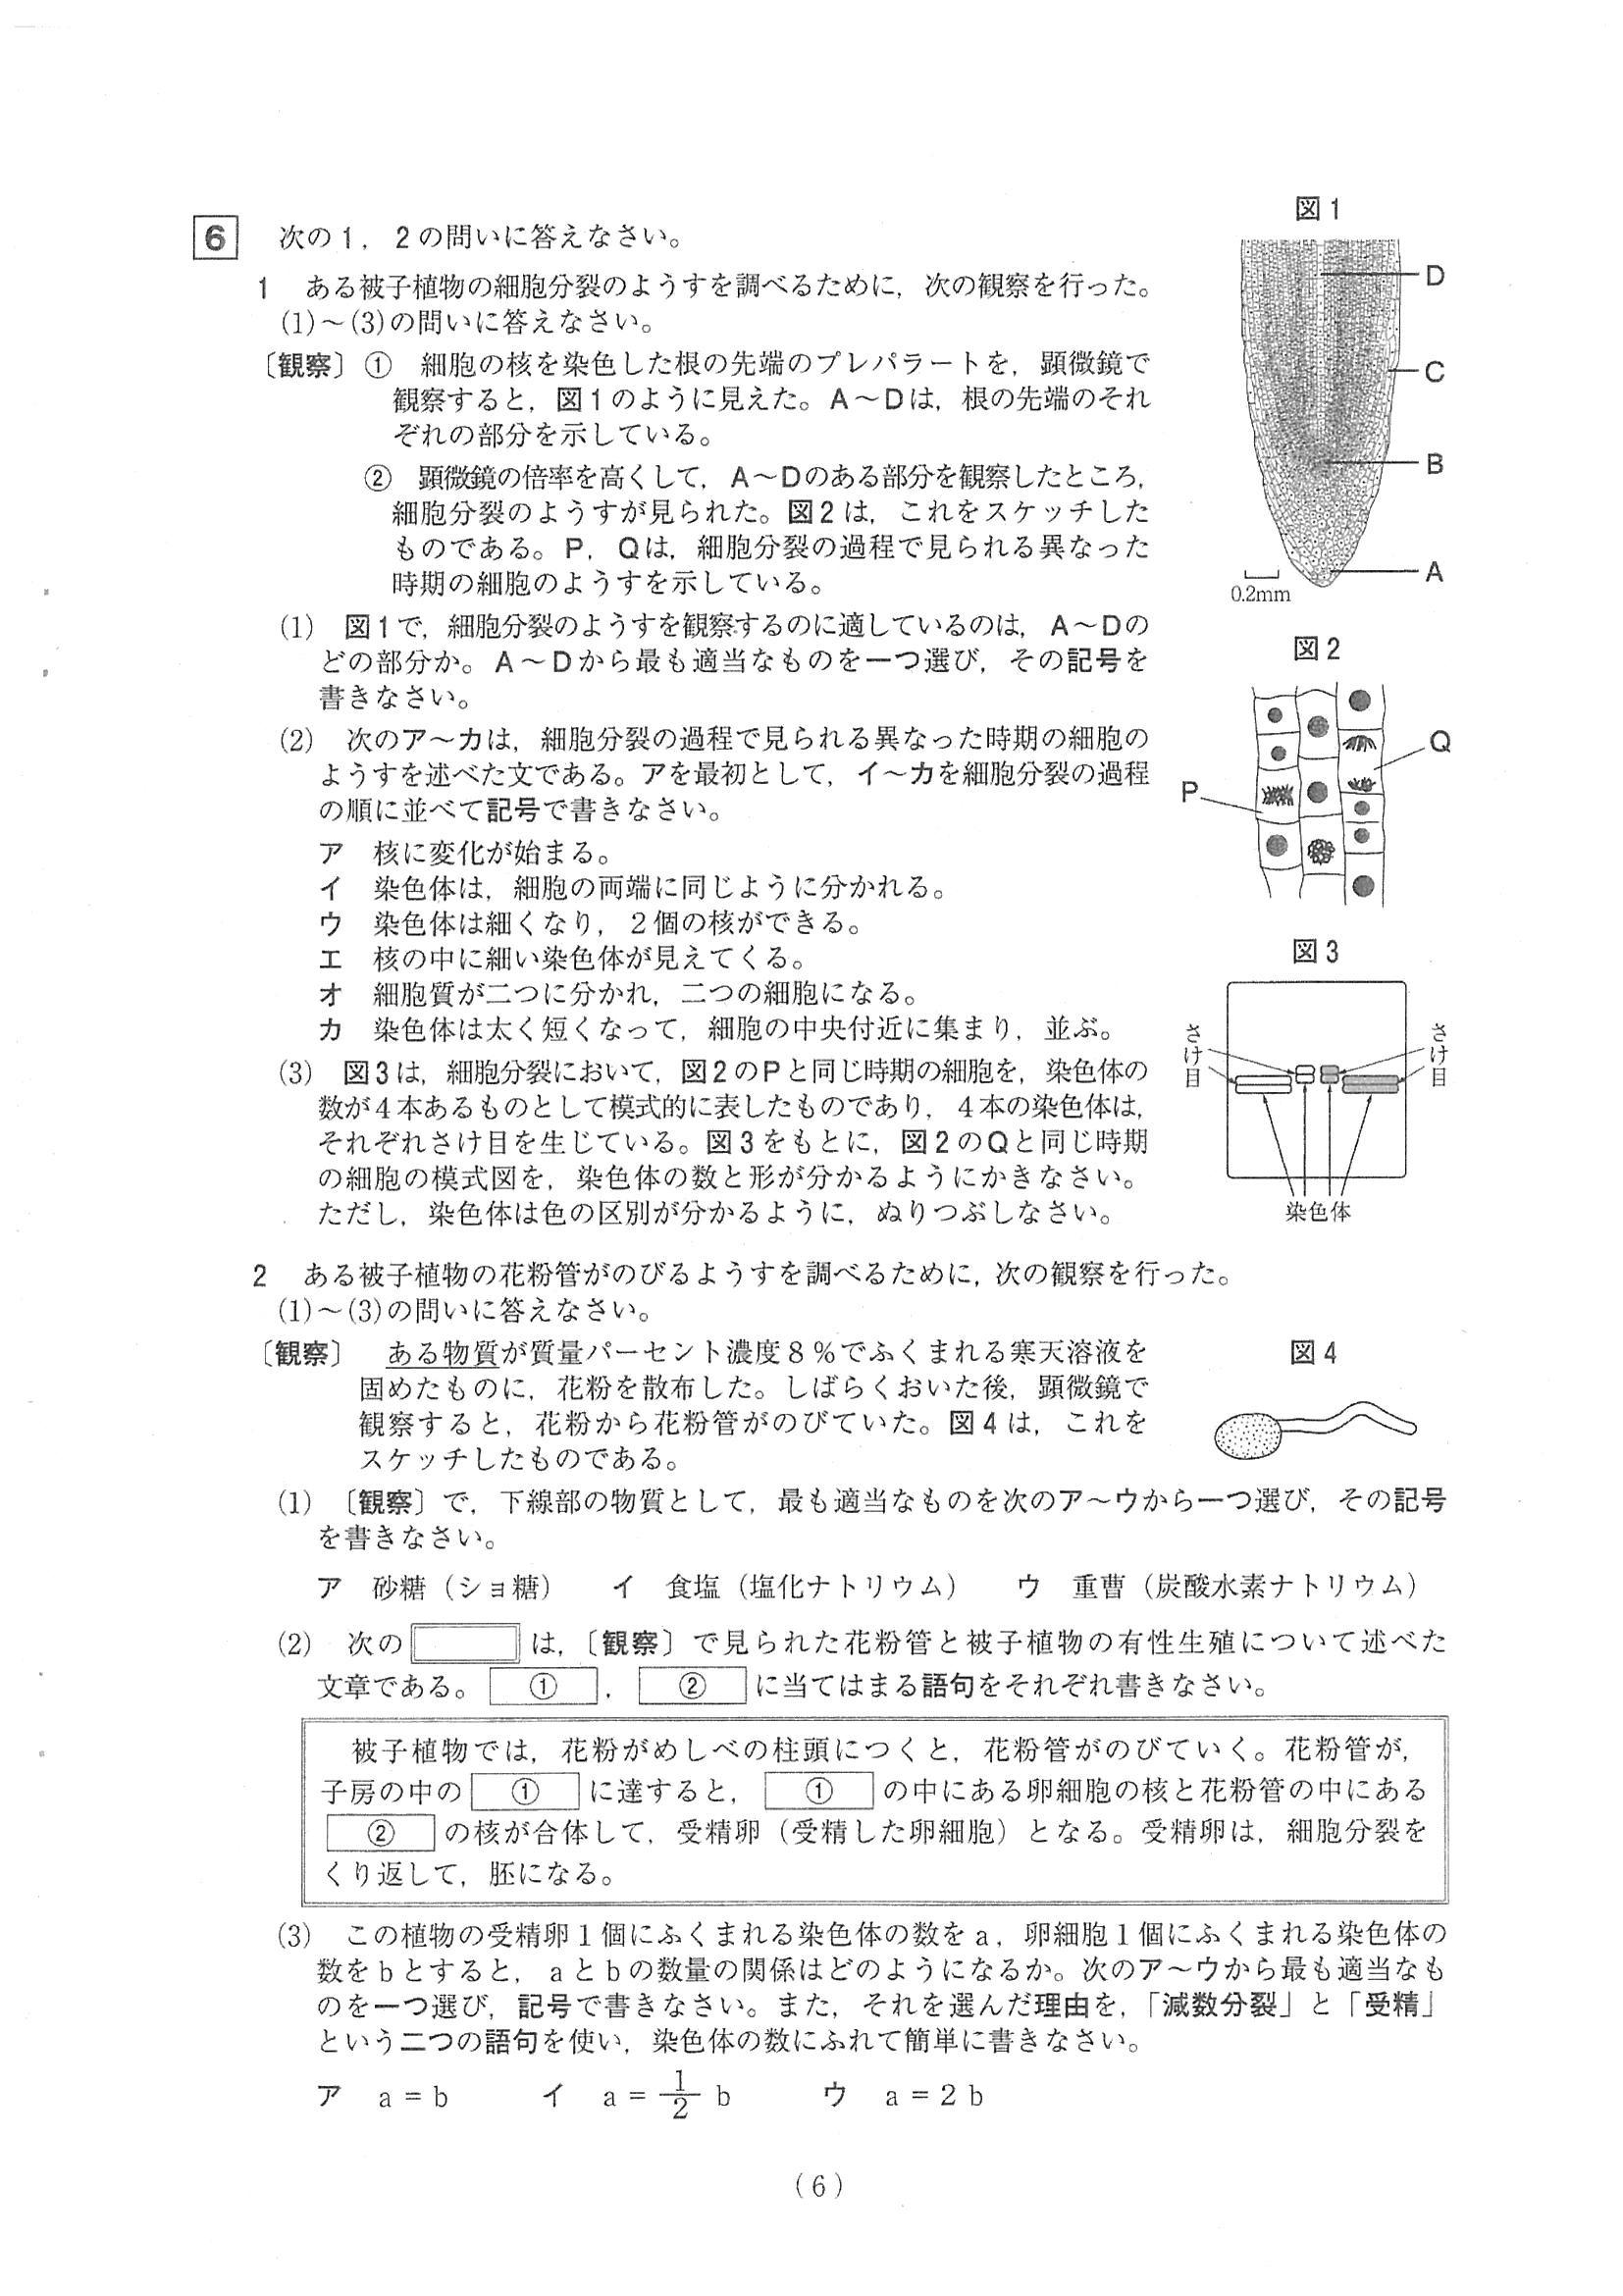 6 次の1，2の問いに答えなさい。
1 ある被子植物の細胞分裂のようすを調べるために，次の観察を行った。
(1)～(3)の問いに答えなさい。
〔観察〕① 細胞の核を染色した根の先端のプレパラートを，顕微鏡で
観察すると，図1のように見えた。A～Dは，根の先端のそれ
ぞれの部分を示している。
② 顕微鏡の倍率を高くして，A～Dのある部分を観察したところ，
細胞分裂のようすが見られた。図2は，これをスケッチした
ものである。P，Qは，細胞分裂の過程で見られる異なった
時期の細胞のようすを示している。
(1) 図1で，細胞分裂のようすを観察するのに適しているのは，A～Dの
どの部分か。A～Dから最も適当なものを一つ選び，その記号を
書きなさい。
(2) 次のア～カは，細胞分裂の過程で見られる異なった時期の細胞の
ようすを述べた文である。アを最初として，イ～カを細胞分裂の過程
の順に並べて記号で書きなさい。
ア 核に変化が始まる。
イ 染色体は，細胞の両端に同じように分かれる。
ウ 染色体は細くなり，2個の核ができる。
エ 核の中に細い染色体が見えてくる。
オ 細胞質が二つに分かれ，二つの細胞になる。
カ 染色体は太く短くなって，細胞の中央付近に集まり，並ぶ。
(3) 図3は，細胞分裂において，図2のPと同じ時期の細胞を，染色体の
数が4本あるものとして模式的に表したものであり，4本の染色体は，
それぞれさけ目を生じている。図3をもとに，図2のQと同じ時期
の細胞の模式図を，染色体の数と形が分かるようにかきなさい。
ただし，染色体は色の区別が分かるように，ぬりつぶしなさい。
図1
D
C
B
A
0.2mm
図2
Q
P
図3
さけ目
さけ目
染色体
2 ある被子植物の花粉管がのびるようすを調べるために，次の観察を行った。
(1)～(3)の問いに答えなさい。
〔観察〕 ある物質が質量パーセント濃度8％でふくまれる寒天溶液を
固めたものに，花粉を散布した。しばらくおいた後，顕微鏡で
観察すると，花粉から花粉管がのびていた。図4は，これを
スケッチしたものである。
図4
(1) 〔観察〕で，下線部の物質として，最も適当なものを次のア～ウから一つ選び，その記号
を書きなさい。
ア 砂糖（ショ糖） イ 食塩（塩化ナトリウム） ウ 重曹（炭酸水素ナトリウム）
(2) 次の は，〔観察〕で見られた花粉管と被子植物の有性生殖について述べた
文章である。 ① ， ② に当てはまる語句をそれぞれ書きなさい。
被子植物では，花粉がめしべの柱頭につくと，花粉管がのびていく。花粉管が，
子房の中の ① に達すると， ① の中にある卵細胞の核と花粉管の中にある
② の核が合体して，受精卵（受精した卵細胞）となる。受精卵は，細胞分裂を
くり返して，胚になる。
(3) この植物の受精卵1個にふくまれる染色体の数をa，卵細胞1個にふくまれる染色体の
数をbとすると，aとbの数量の関係はどのようになるか。次のア～ウから最も適当なも
のを一つ選び，記号で書きなさい。また，それを選んだ理由を，「減数分裂」と「受精」
という二つの語句を使い，染色体の数にふれて簡単に書きなさい。
ア a＝b イ a＝1/2 b ウ a＝2b
(6)